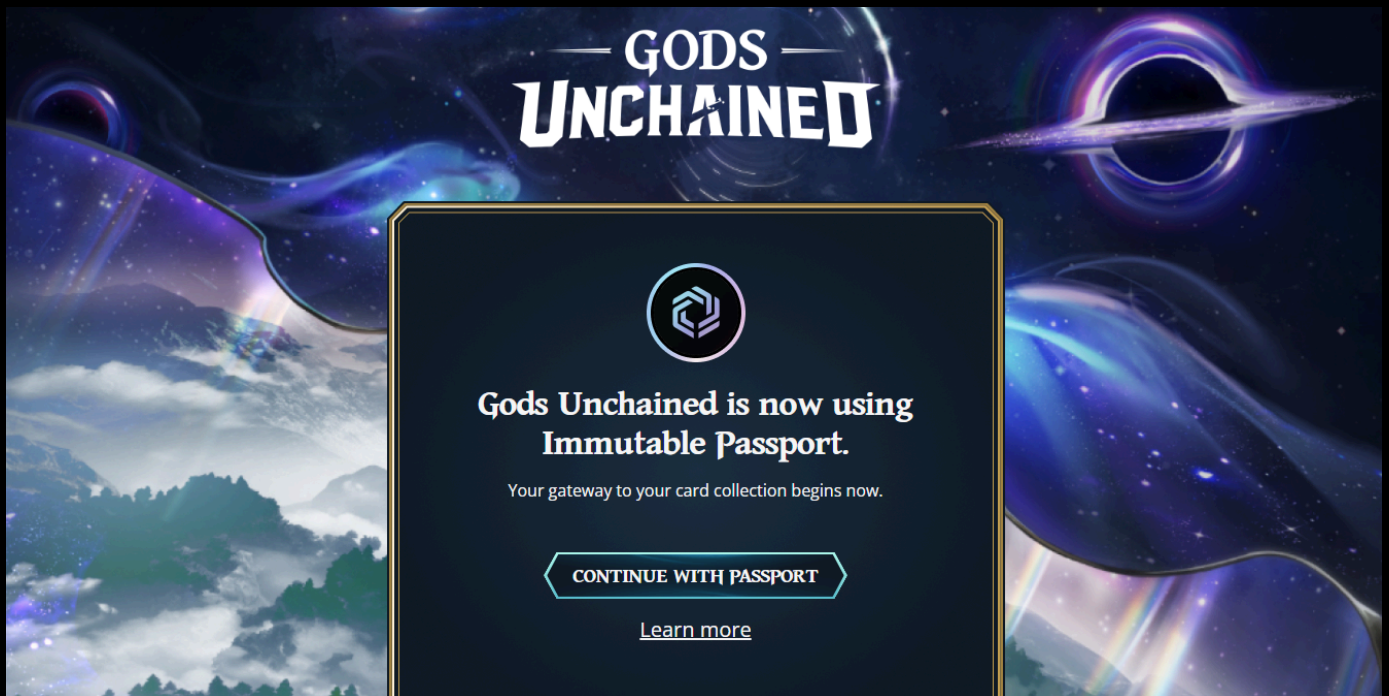 GODS
UNCHAINED
Gods Unchained is now using
Immutable Passport.
Your gateway to your card collection begins now.
CONTINUE WITH PASSPORT
Learn more